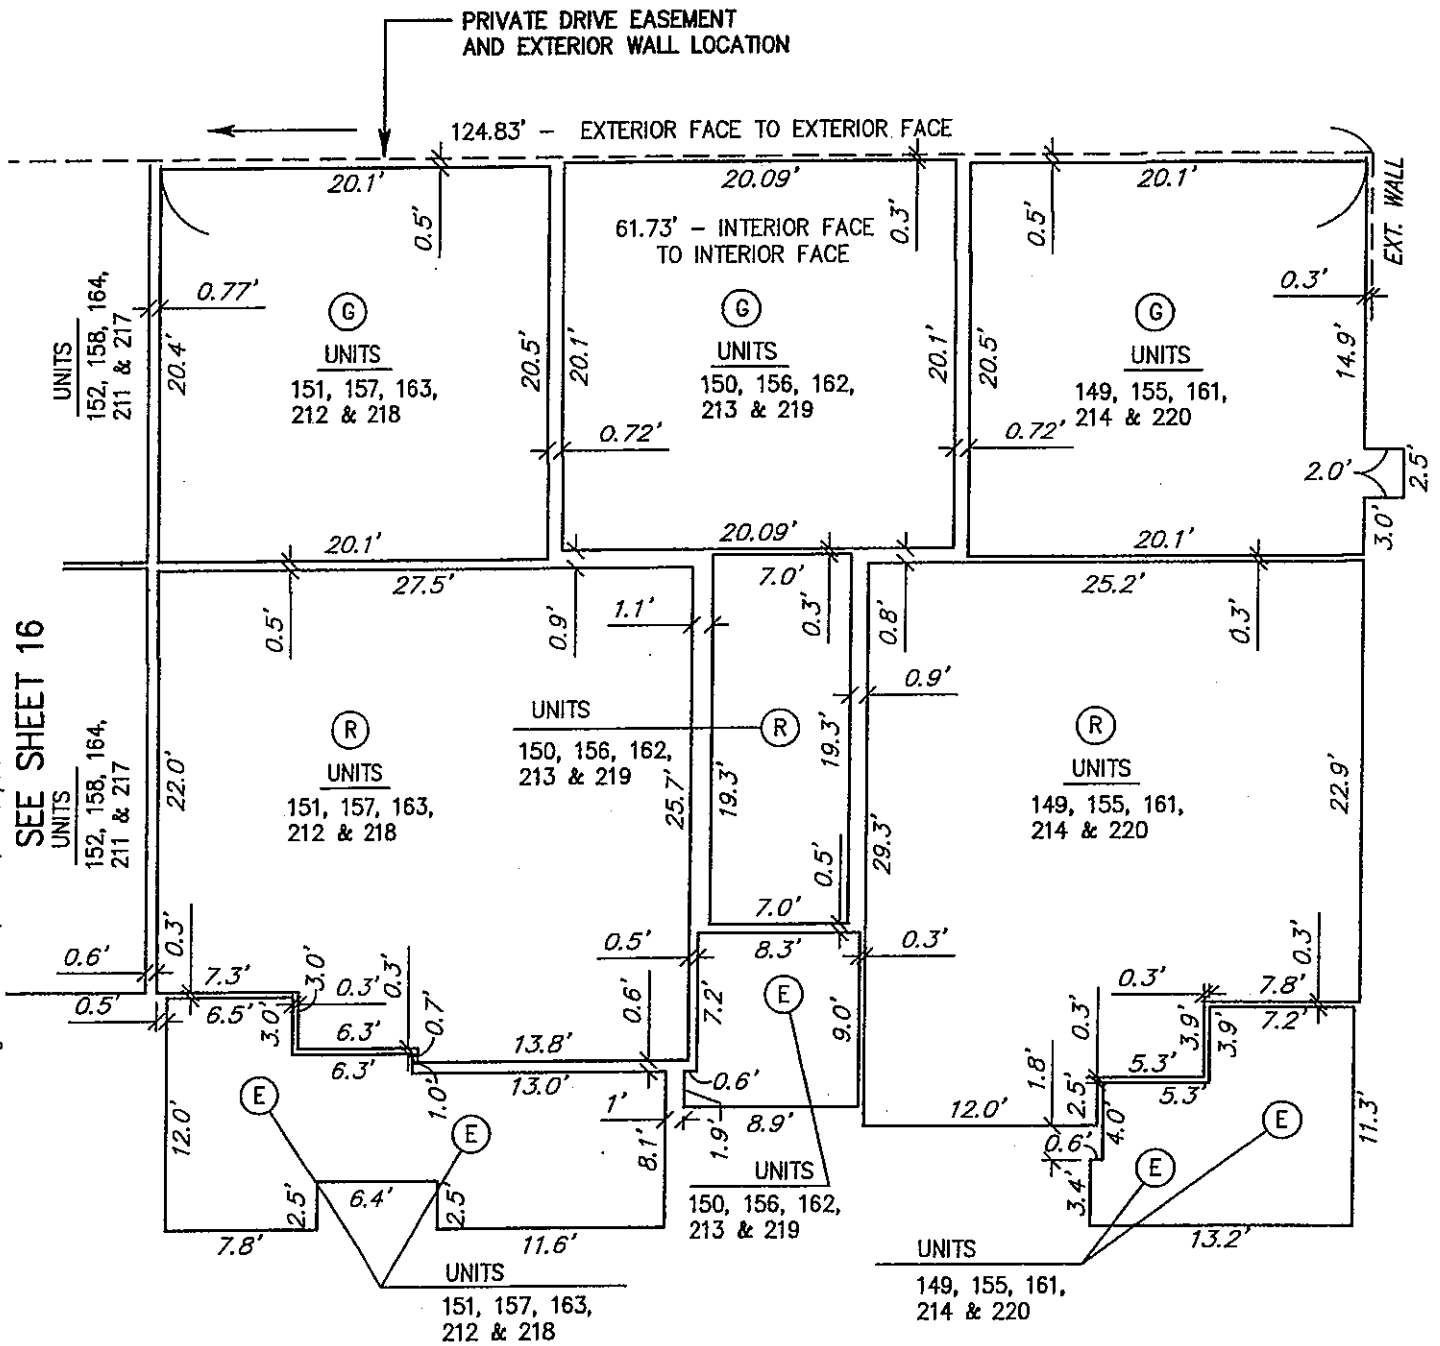 PRIVATE DRIVE EASEMENT
AND EXTERIOR WALL LOCATION
124.83' - EXTERIOR FACE TO EXTERIOR FACE
20.1'
20.09'
20.1'
0.5'
0.3'
0.5'
EXT. WALL
61.73' - INTERIOR FACE
TO INTERIOR FACE
0.77'
0.3'
UNITS
152, 158, 164,
211 & 217
20.4'
G
UNITS
151, 157, 163,
212 & 218
20.5'
20.1'
G
UNITS
150, 156, 162,
213 & 219
20.1'
20.5'
G
UNITS
149, 155, 161,
214 & 220
14.9'
0.72'
0.72'
2.0'
2.5'
3.0'
20.1'
20.09'
20.1'
27.5'
7.0'
25.2'
0.5'
0.9'
1.1'
0.3'
0.8'
0.3'
0.9'
SEE SHEET 16
UNITS
152, 158, 164,
211 & 217
22.0'
R
UNITS
151, 157, 163,
212 & 218
25.7'
UNITS
150, 156, 162,
213 & 219
R
19.3'
19.3'
29.3'
R
UNITS
149, 155, 161,
214 & 220
22.9'
0.5'
7.0'
0.6'
0.3'
7.3'
3.0'
0.3'
0.3'
0.5'
0.6'
8.3'
0.3'
0.3'
7.8'
0.3'
0.5'
6.5'
3.0'
6.3'
6.3'
0.7'
1.0'
13.8'
13.0'
7.2'
E
9.0'
0.6'
1'
1.9'
8.9'
12.0'
1.8'
0.3'
2.5'
4.0'
5.3'
5.3'
3.9'
3.9'
7.2'
12.0'
E
E
8.1'
0.6'
3.4'
E
E
11.3'
2.5'
6.4'
2.5'
7.8'
11.6'
13.2'
UNITS
150, 156, 162,
213 & 219
UNITS
151, 157, 163,
212 & 218
UNITS
149, 155, 161,
214 & 220